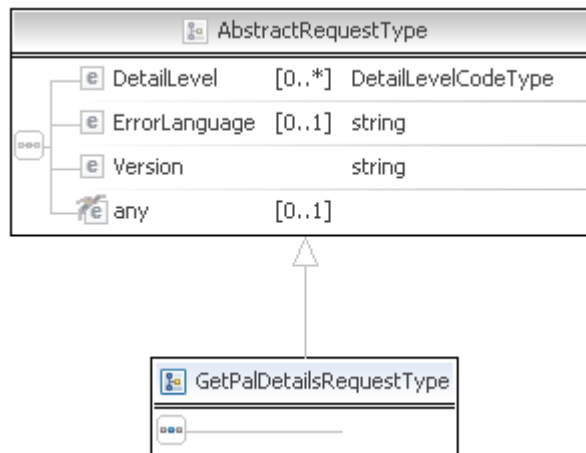 AbstractRequestType
e DetailLevel [0..*] DetailLevelCodeType
e ErrorLanguage [0..1] string
e Version string
e any [0..1]
GetPalDetailsRequestType